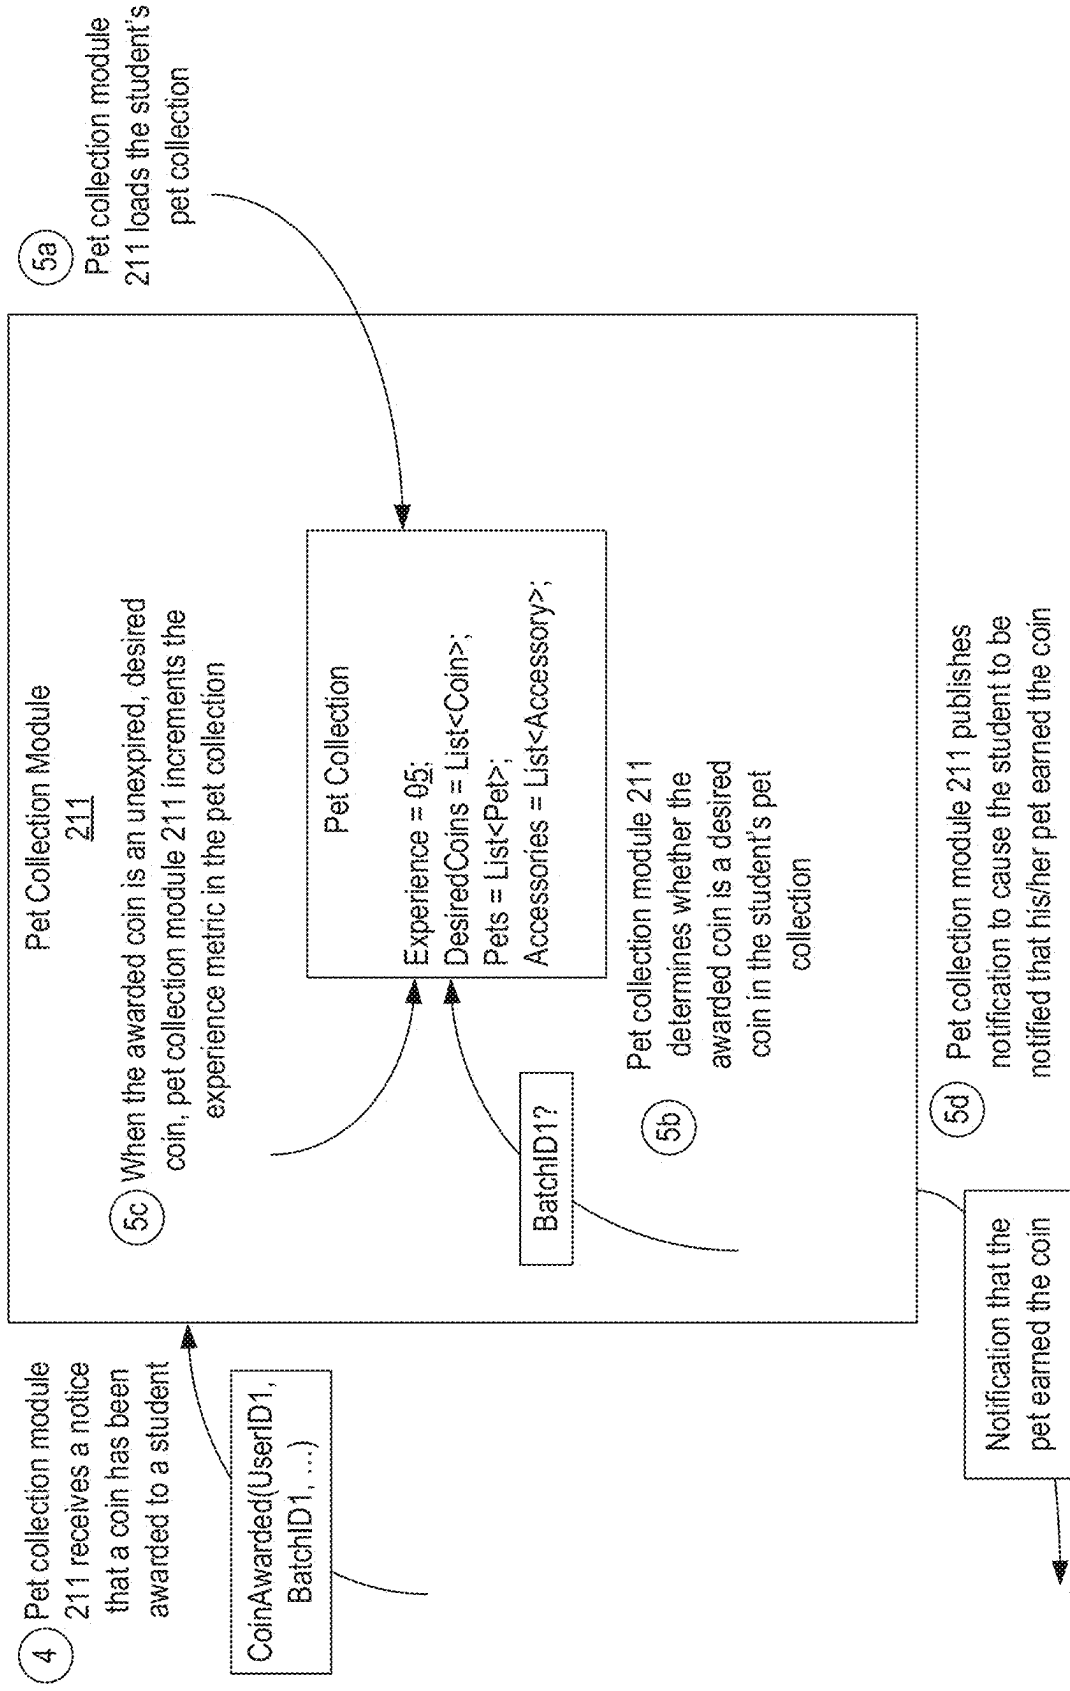 4
Pet collection module
211 receives a notice
that a coin has been
awarded to a student
CoinAwarded(UserID1,
BatchID1, ...)
Pet Collection Module
211
5c
When the awarded coin is an unexpired, desired
coin, pet collection module 211 increments the
experience metric in the pet collection
Pet Collection
Experience = 05;
DesiredCoins = List<Coin>;
Pets = List<Pet>;
Accessories = List<Accessory>;
BatchID1?
5b
Pet collection module 211
determines whether the
awarded coin is a desired
coin in the student's pet
collection
5a
Pet collection module
211 loads the student's
pet collection
5d
Pet collection module 211 publishes
notification to cause the student to be
notified that his/her pet earned the coin
Notification that the
pet earned the coin